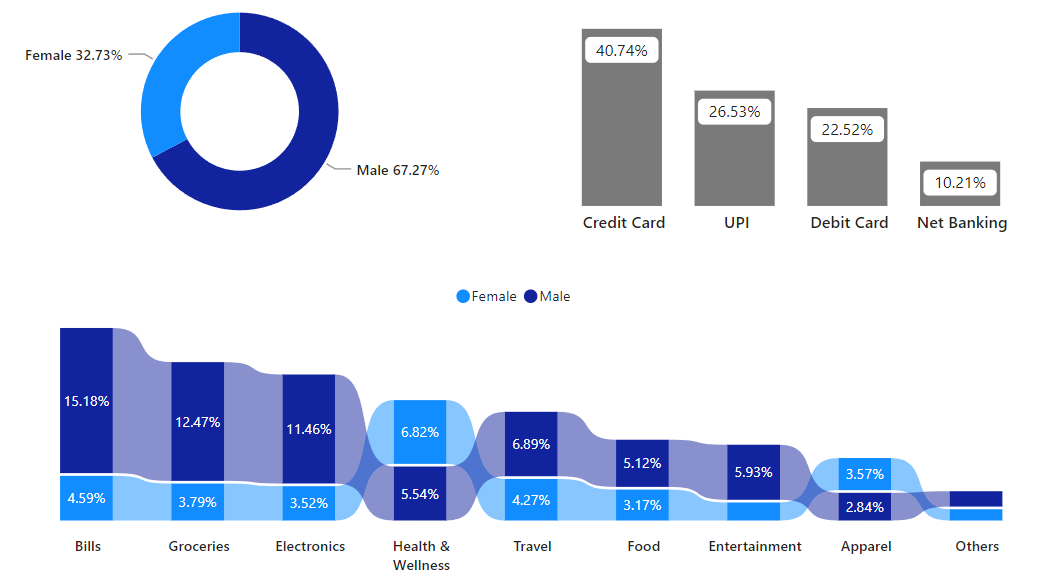 Female 32.73%
Male 67.27%
40.74%
26.53%
22.52%
10.21%
Credit Card
UPI
Debit Card
Net Banking
Female
Male
15.18%
12.47%
11.46%
6.82%
6.89%
5.12%
5.93%
3.57%
4.59%
3.79%
3.52%
5.54%
4.27%
3.17%
2.84%
Bills
Groceries
Electronics
Health &
Wellness
Travel
Food
Entertainment
Apparel
Others